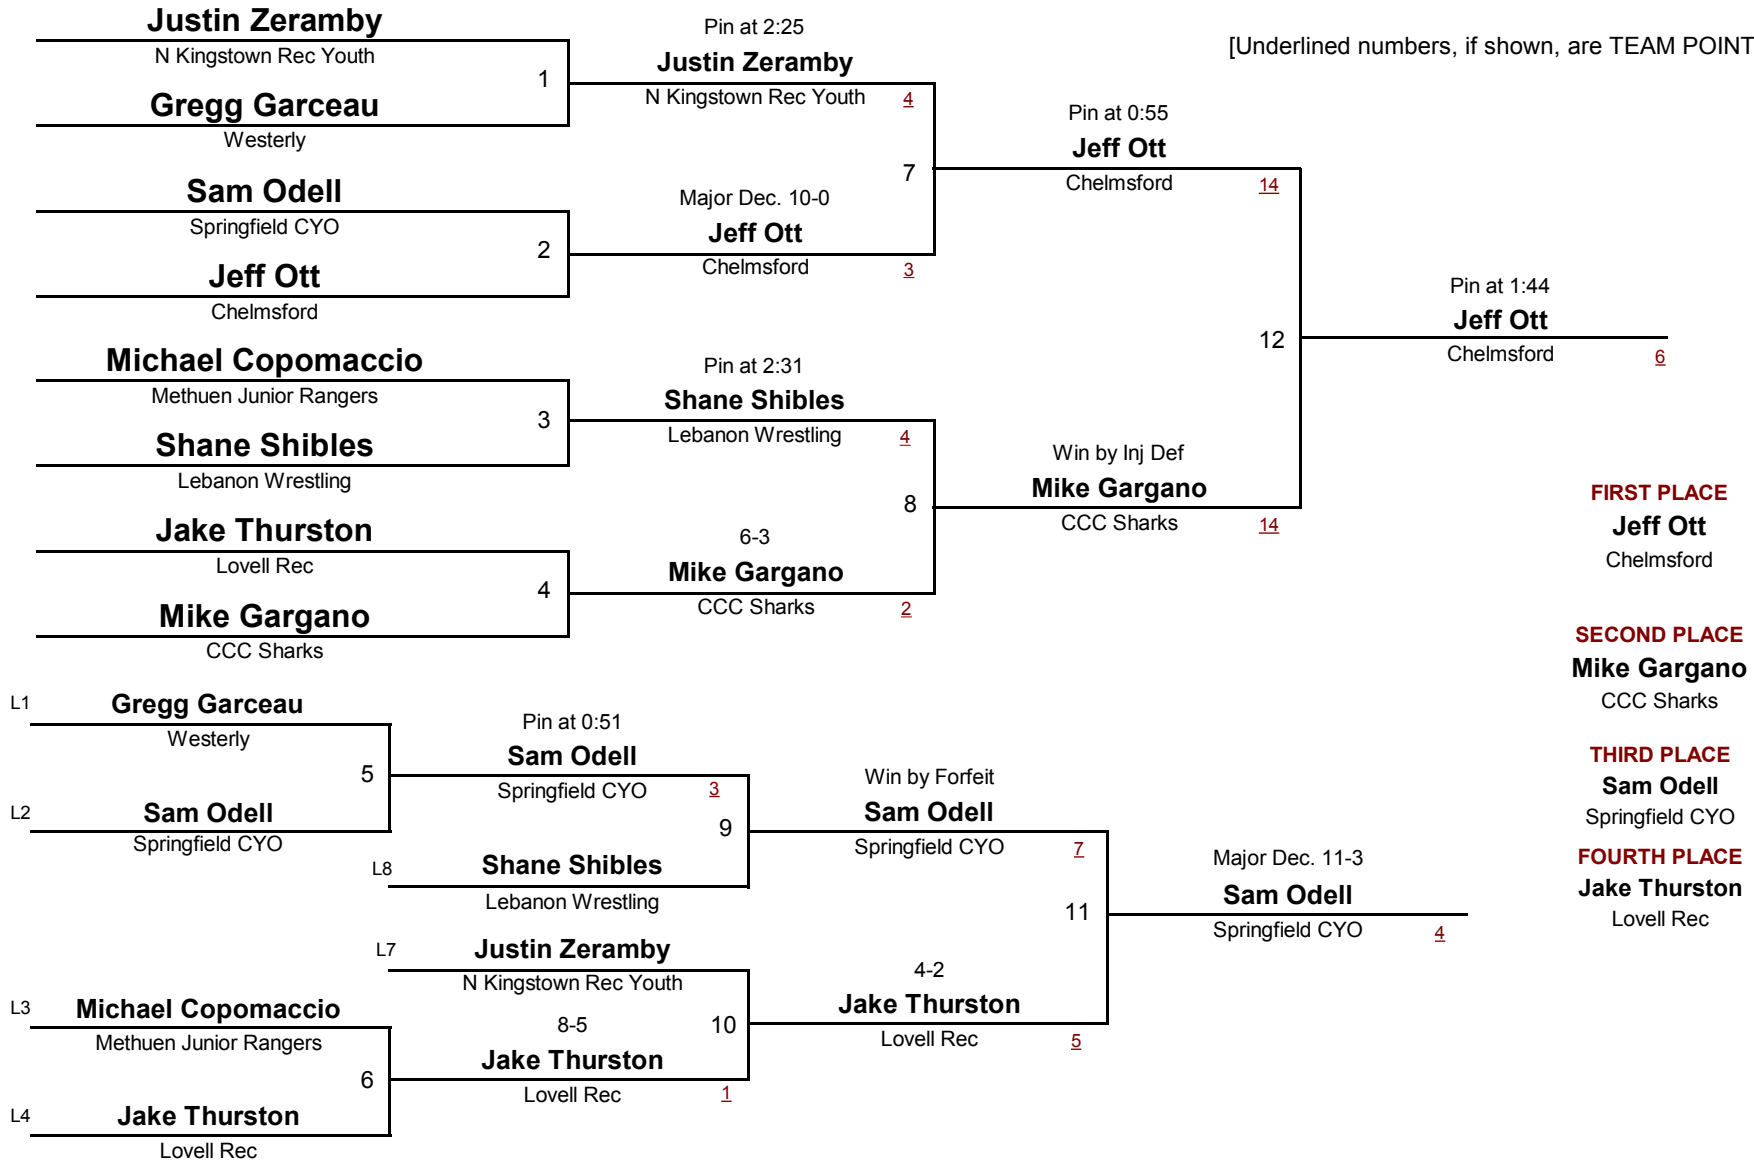 Justin Zeramby
N Kingstown Rec Youth
1
Gregg Garceau
Westerly
Sam Odell
Springfield CYO
2
Jeff Ott
Chelmsford
Michael Copomaccio
Methuen Junior Rangers
3
Shane Shibles
Lebanon Wrestling
Jake Thurston
Lovell Rec
4
Mike Gargano
CCC Sharks
Pin at 2:25
Justin Zeramby
N Kingstown Rec Youth 4
7
Major Dec. 10-0
Jeff Ott
Chelmsford 3
Pin at 2:31
Shane Shibles
Lebanon Wrestling 4
8
6-3
Mike Gargano
CCC Sharks 2
[Underlined numbers, if shown, are TEAM POINT
Pin at 0:55
Jeff Ott
Chelmsford 14
12
Win by Inj Def
Mike Gargano
CCC Sharks 14
Pin at 1:44
Jeff Ott
Chelmsford 6
FIRST PLACE
Jeff Ott
Chelmsford
SECOND PLACE
Mike Gargano
CCC Sharks
THIRD PLACE
Sam Odell
Springfield CYO
FOURTH PLACE
Jake Thurston
Lovell Rec
L1 Gregg Garceau
Westerly
5
L2 Sam Odell
Springfield CYO
L3 Michael Copomaccio
Methuen Junior Rangers
6
L4 Jake Thurston
Lovell Rec
Pin at 0:51
Sam Odell
Springfield CYO 3
9
L8 Shane Shibles
Lebanon Wrestling
L7 Justin Zeramby
N Kingstown Rec Youth
8-5 10
Jake Thurston
Lovell Rec 1
Win by Forfeit
Sam Odell
Springfield CYO 7
11
4-2
Jake Thurston
Lovell Rec 5
Major Dec. 11-3
Sam Odell
Springfield CYO 4